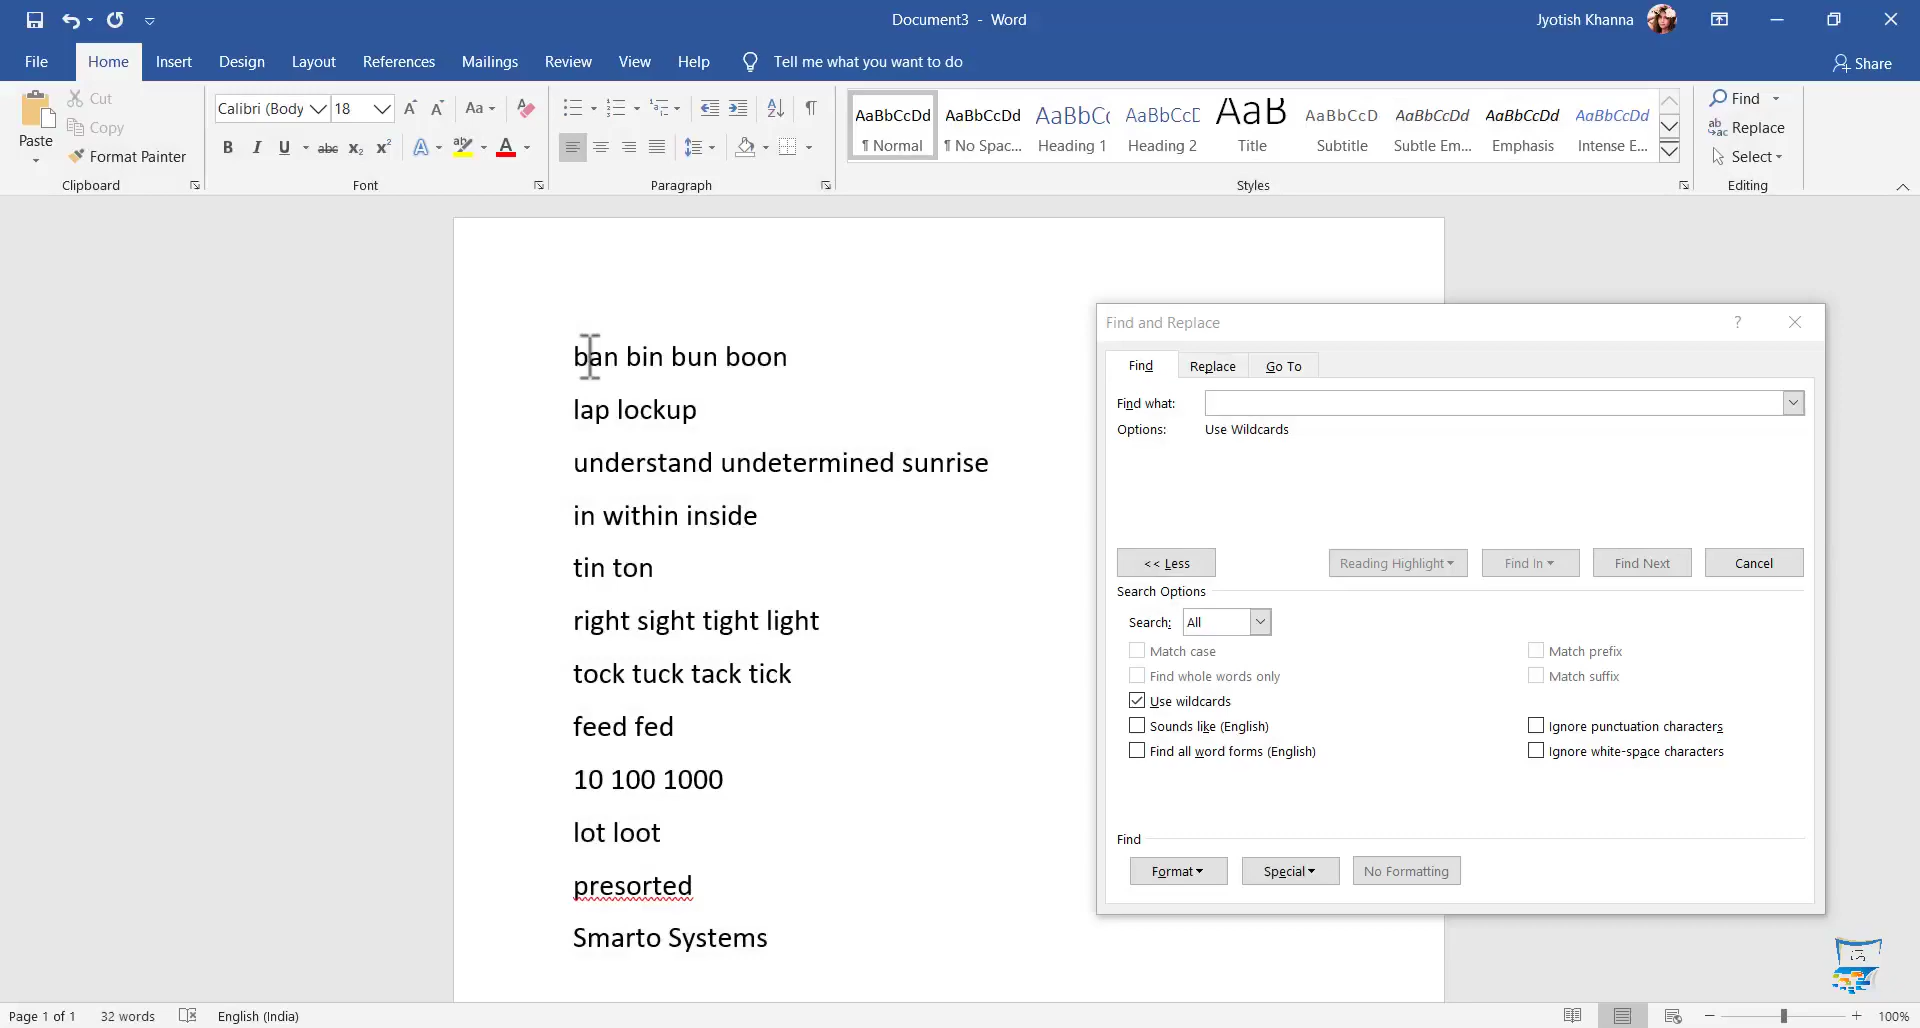 Document3 - Word
Jyotish Khanna
File Home Insert Design Layout References Mailings Review View Help Tell me what you want to do
Share
Paste
Cut
Copy
Format Painter
Clipboard
Calibri (Body 18
Font
Paragraph
AaBbCcDd AaBbCcDd AaBbCc AaBbCcD AaB AaBbCcD AaBbCcDd AaBbCcDd AaBbCcDd
¶ Normal ¶ No Spac... Heading 1 Heading 2 Title Subtitle Subtle Em... Emphasis Intense E...
Styles
Find
Replace
Select
Editing
ban bin bun boon
lap lockup
understand undetermined sunrise
in within inside
tin ton
right sight tight light
tock tuck tack tick
feed fed
10 100 1000
lot loot
presorted
Smarto Systems
Find and Replace
Find Replace Go To
Find what:
Options: Use Wildcards
<< Less Reading Highlight Find In Find Next Cancel
Search Options
Search: All
Match case
Find whole words only
Use wildcards
Sounds like (English)
Find all word forms (English)
Match prefix
Match suffix
Ignore punctuation characters
Ignore white-space characters
Find
Format Special No Formatting
Page 1 of 1 32 words English (India) 100%